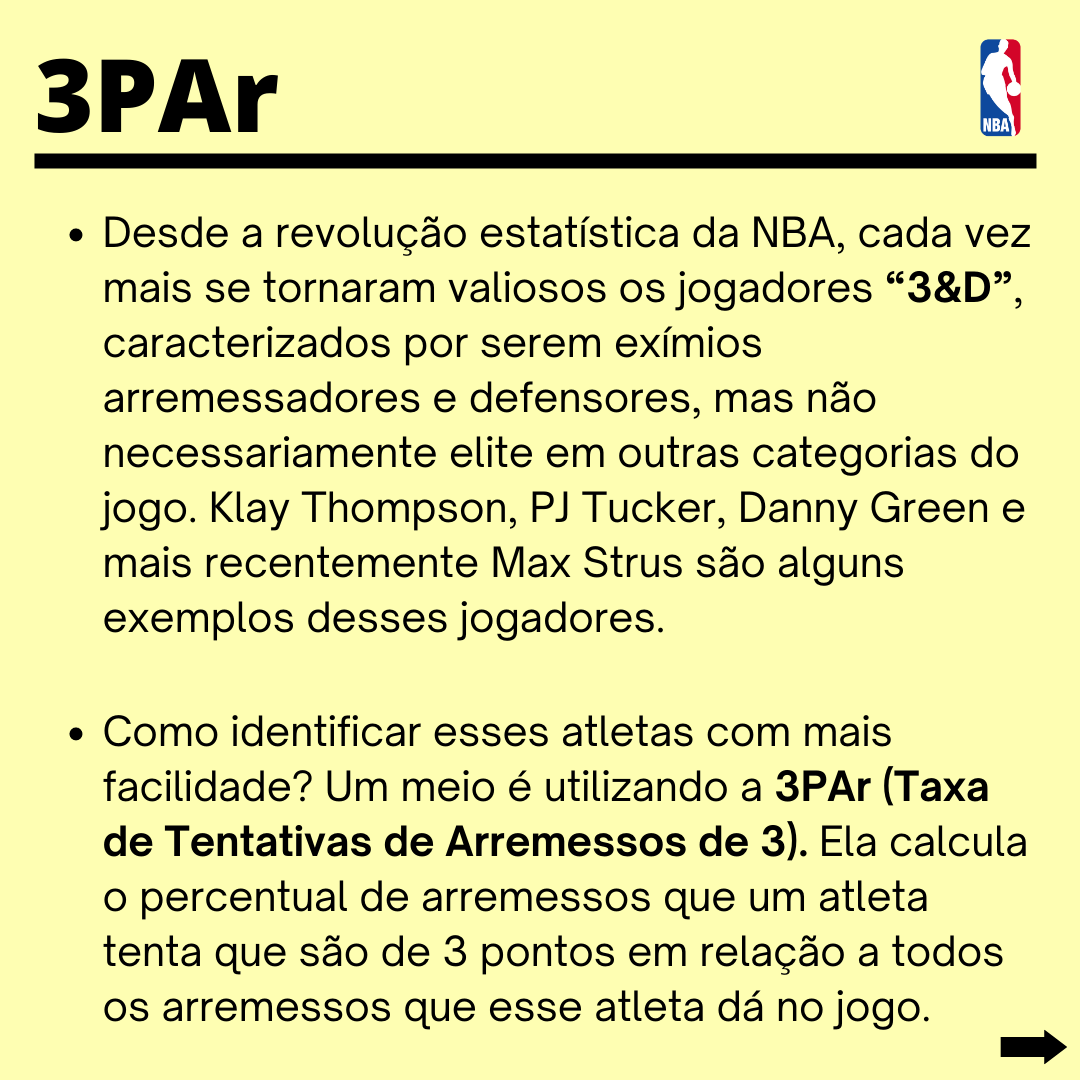 3PAr
NBA
• Desde a revolução estatística da NBA, cada vez
mais se tornaram valiosos os jogadores “3&D”,
caracterizados por serem exímios
arremessadores e defensores, mas não
necessariamente elite em outras categorias do
jogo. Klay Thompson, PJ Tucker, Danny Green e
mais recentemente Max Strus são alguns
exemplos desses jogadores.
• Como identificar esses atletas com mais
facilidade? Um meio é utilizando a 3PAr (Taxa
de Tentativas de Arremessos de 3). Ela calcula
o percentual de arremessos que um atleta
tenta que são de 3 pontos em relação a todos
os arremessos que esse atleta dá no jogo.